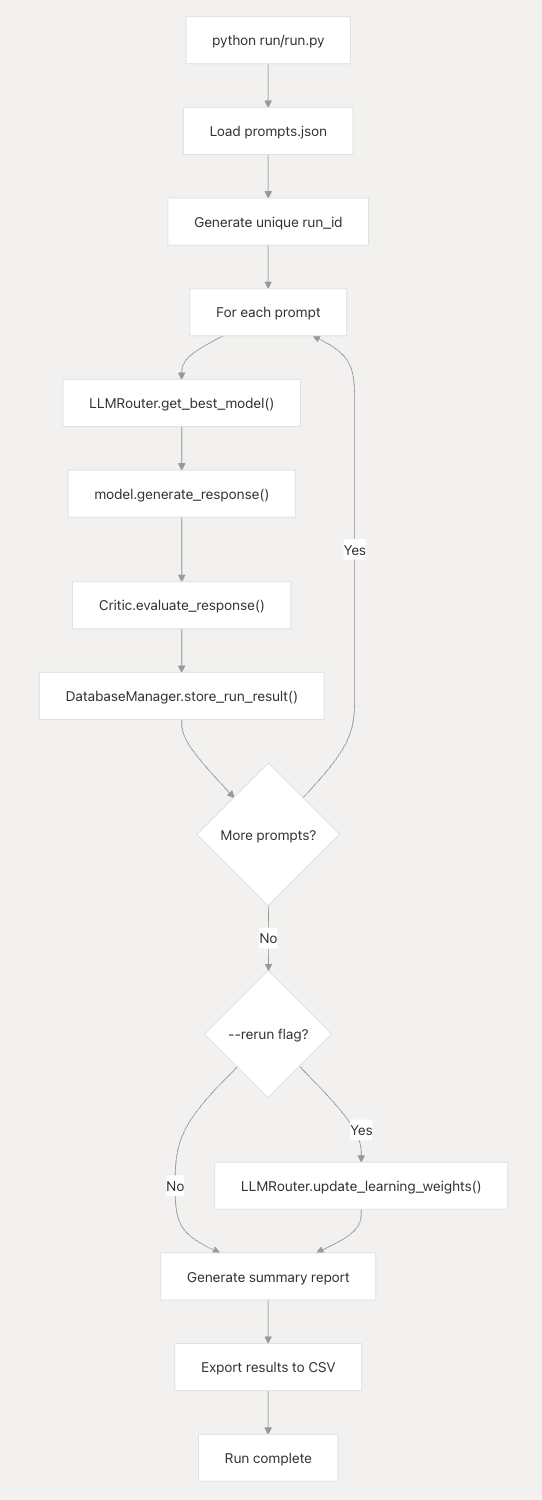 python run/run.py
Load prompts.json
Generate unique run_id
For each prompt
LLMRouter.get_best_model()
model.generate_response()
Yes
Critic.evaluate_response()
DatabaseManager.store_run_result()
More prompts?
No
--rerun flag?
Yes
No
LLMRouter.update_learning_weights()
Generate summary report
Export results to CSV
Run complete